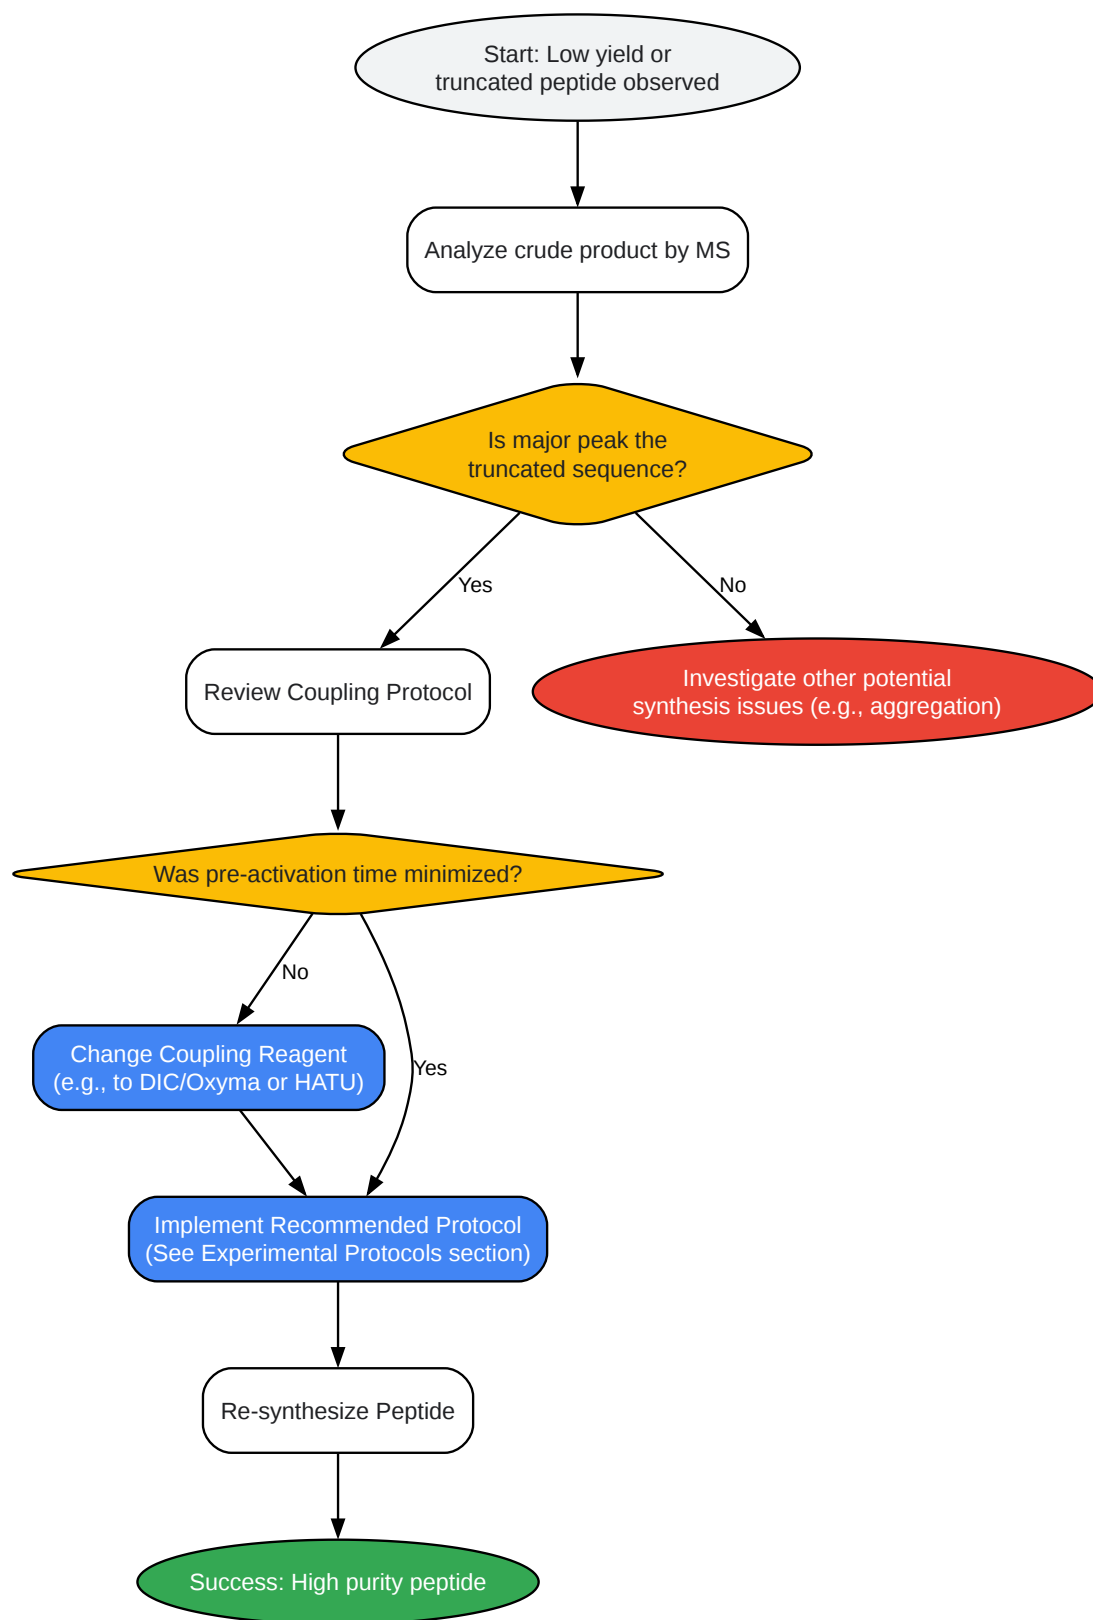 Start: Low yield or
truncated peptide observed
Analyze crude product by MS
Is major peak the
truncated sequence?
Yes
No
Review Coupling Protocol
Investigate other potential
synthesis issues (e.g., aggregation)
Was pre-activation time minimized?
No
Change Coupling Reagent
(e.g., to DIC/Oxyma or HATU)
Yes
Implement Recommended Protocol
(See Experimental Protocols section)
Re-synthesize Peptide
Success: High purity peptide